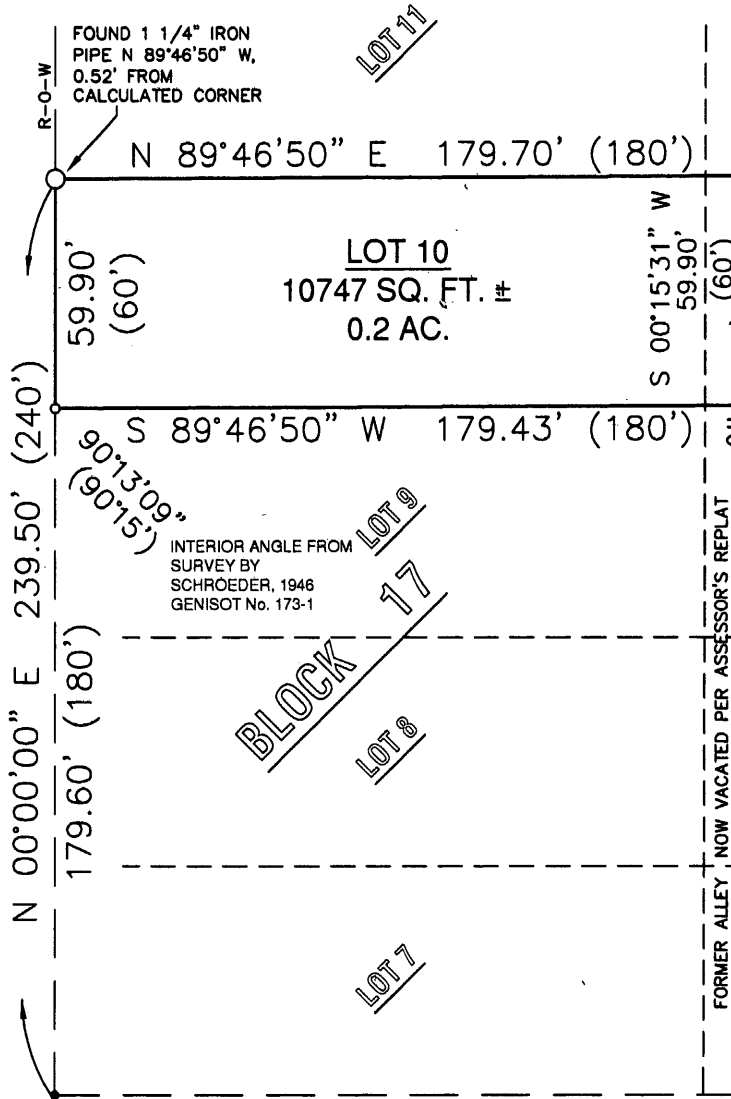 FOUND 1 1/4" IRON
PIPE N 89°46'50" W,
0.52' FROM
CALCULATED CORNER
R-O-W
LOT 11
N 89°46'50" E 179.70' (180')
59.90'
(60')
LOT 10
10747 SQ. FT. ±
0.2 AC.
S 00°15'31" W
59.90'
(60')
S 89°46'50" W 179.43' (180')
90°13'09"
(90°15')
INTERIOR ANGLE FROM
SURVEY BY
SCHROEDER, 1946
GENISOT No. 173-1
LOT 9
BLOCK 17
N 00°00'00" E 239.50' (240')
179.60' (180')
LOT 8
LOT 7
FORMER ALLEY NOW VACATED PER ASSESSOR'S REPLAT